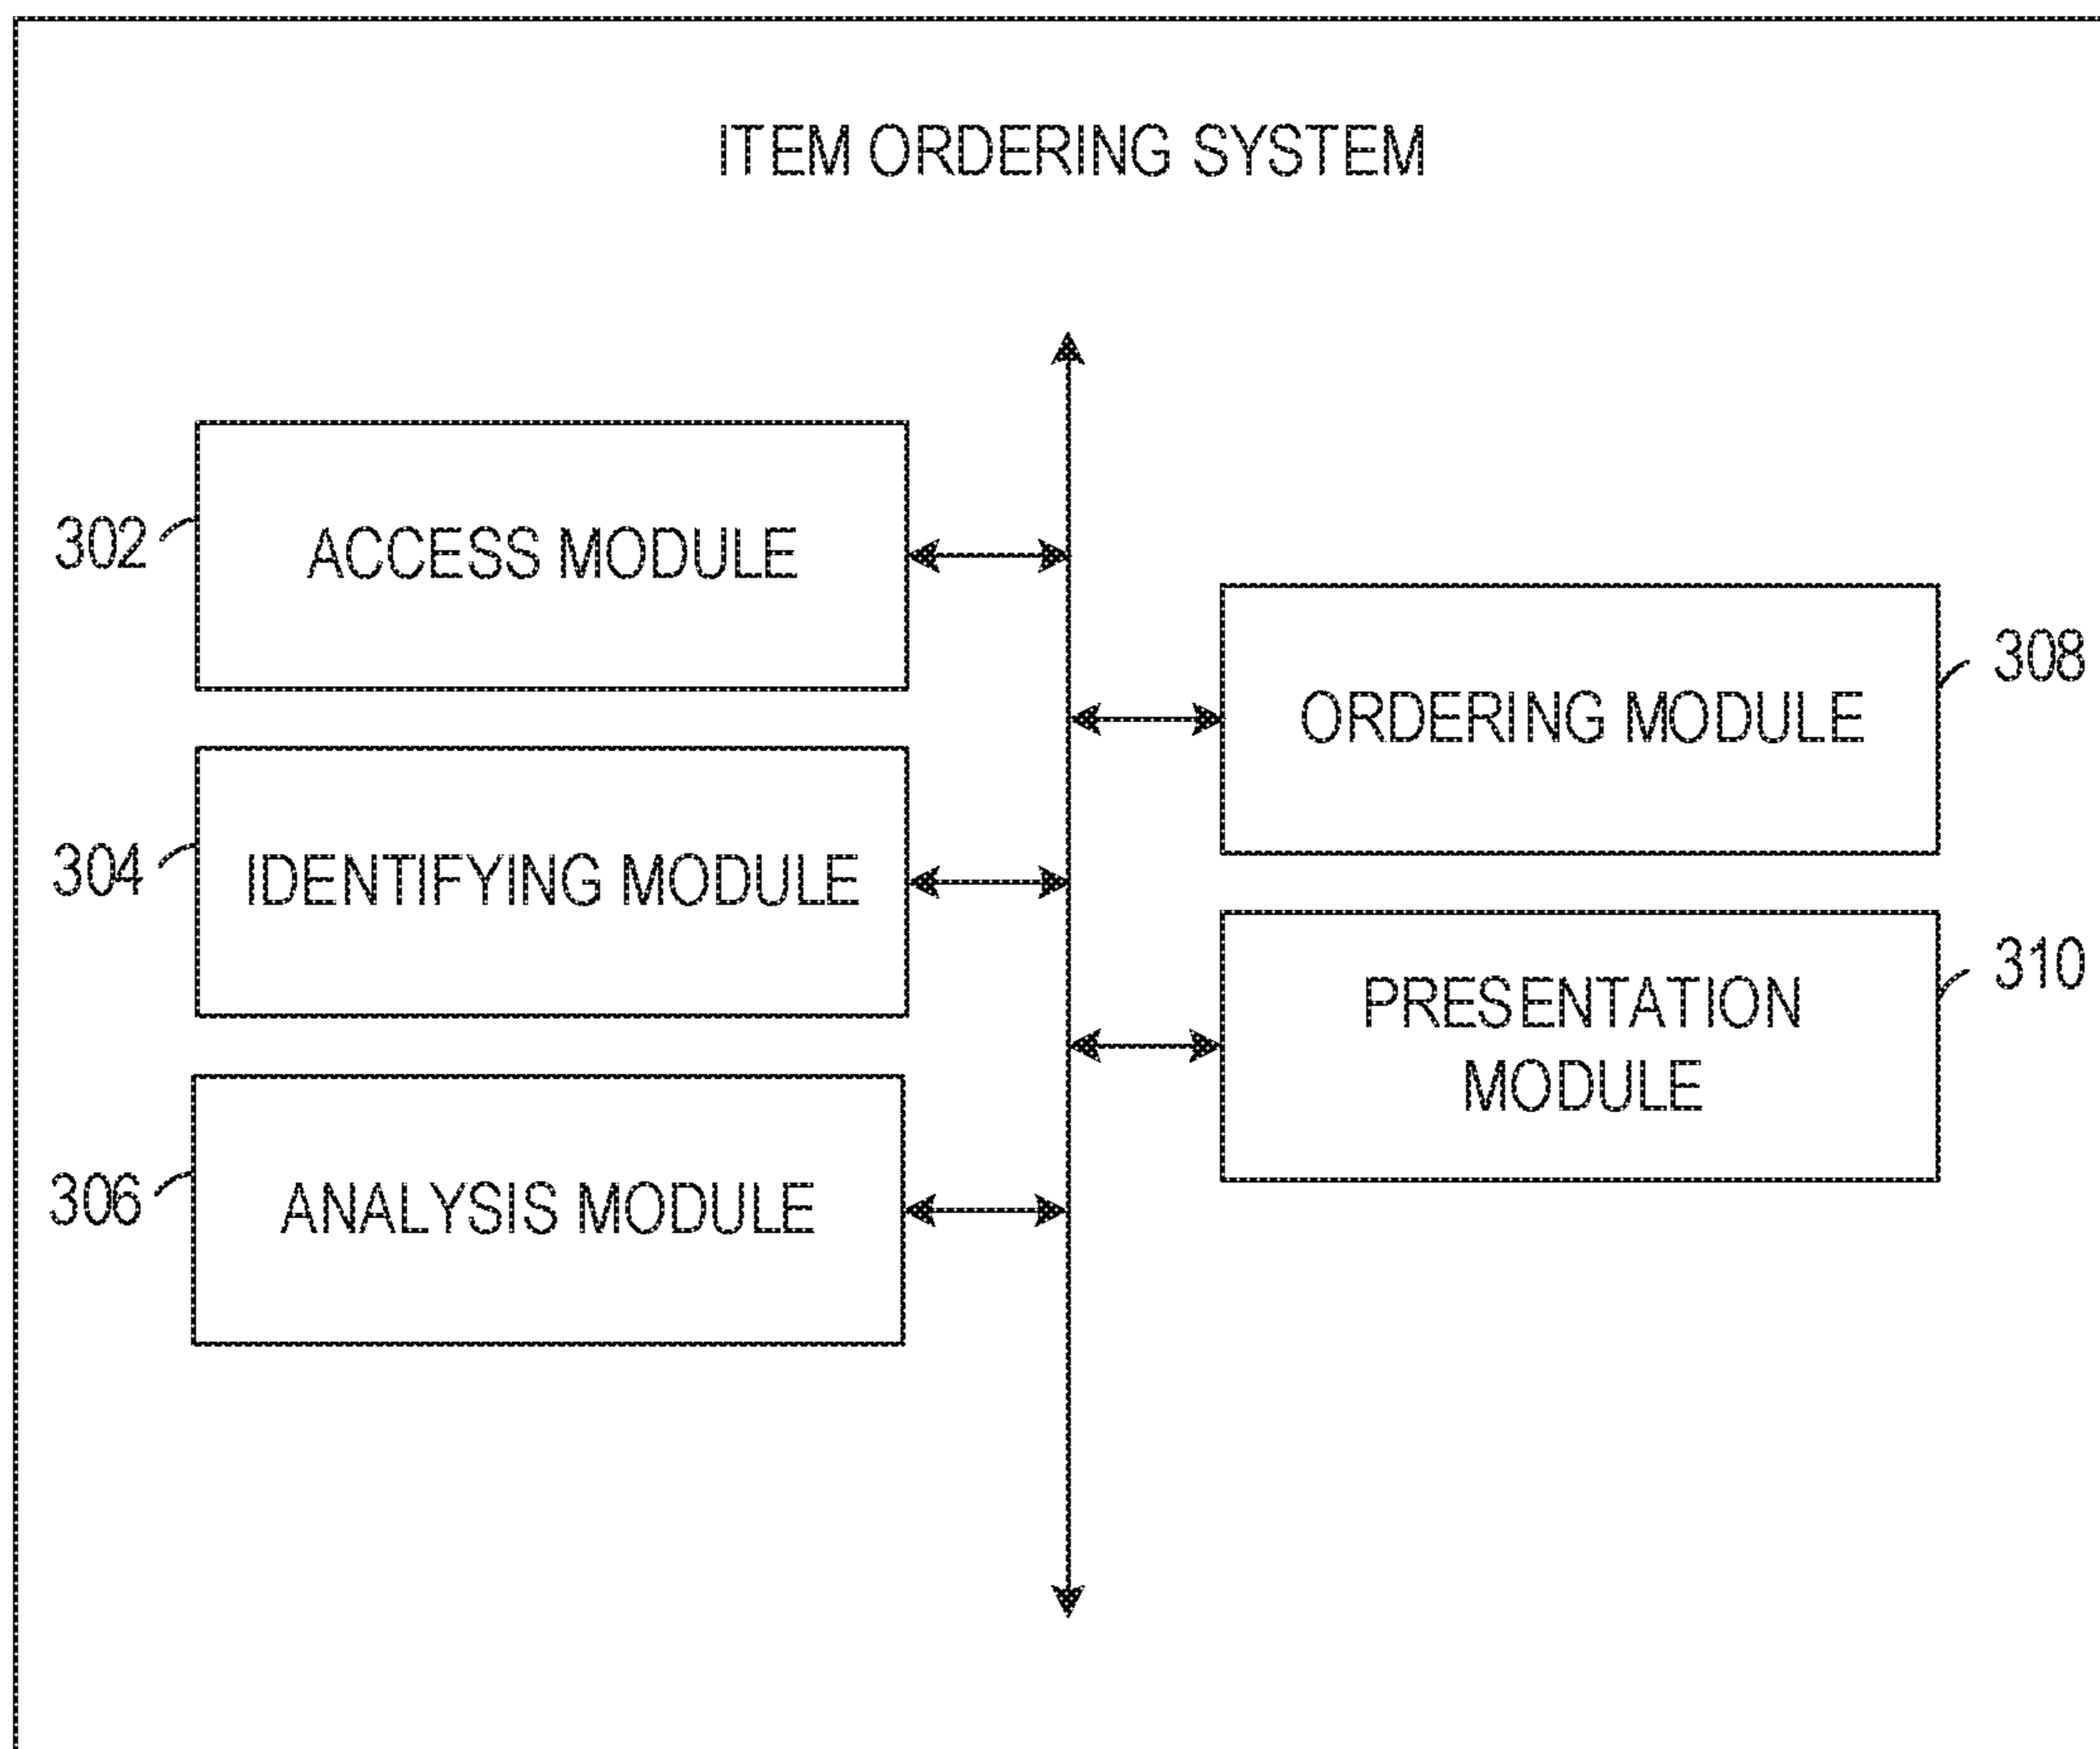 ITEM ORDERING SYSTEM
302
ACCESS MODULE
304
IDENTIFYING MODULE
306
ANALYSIS MODULE
308
ORDERING MODULE
310
PRESENTATION
MODULE